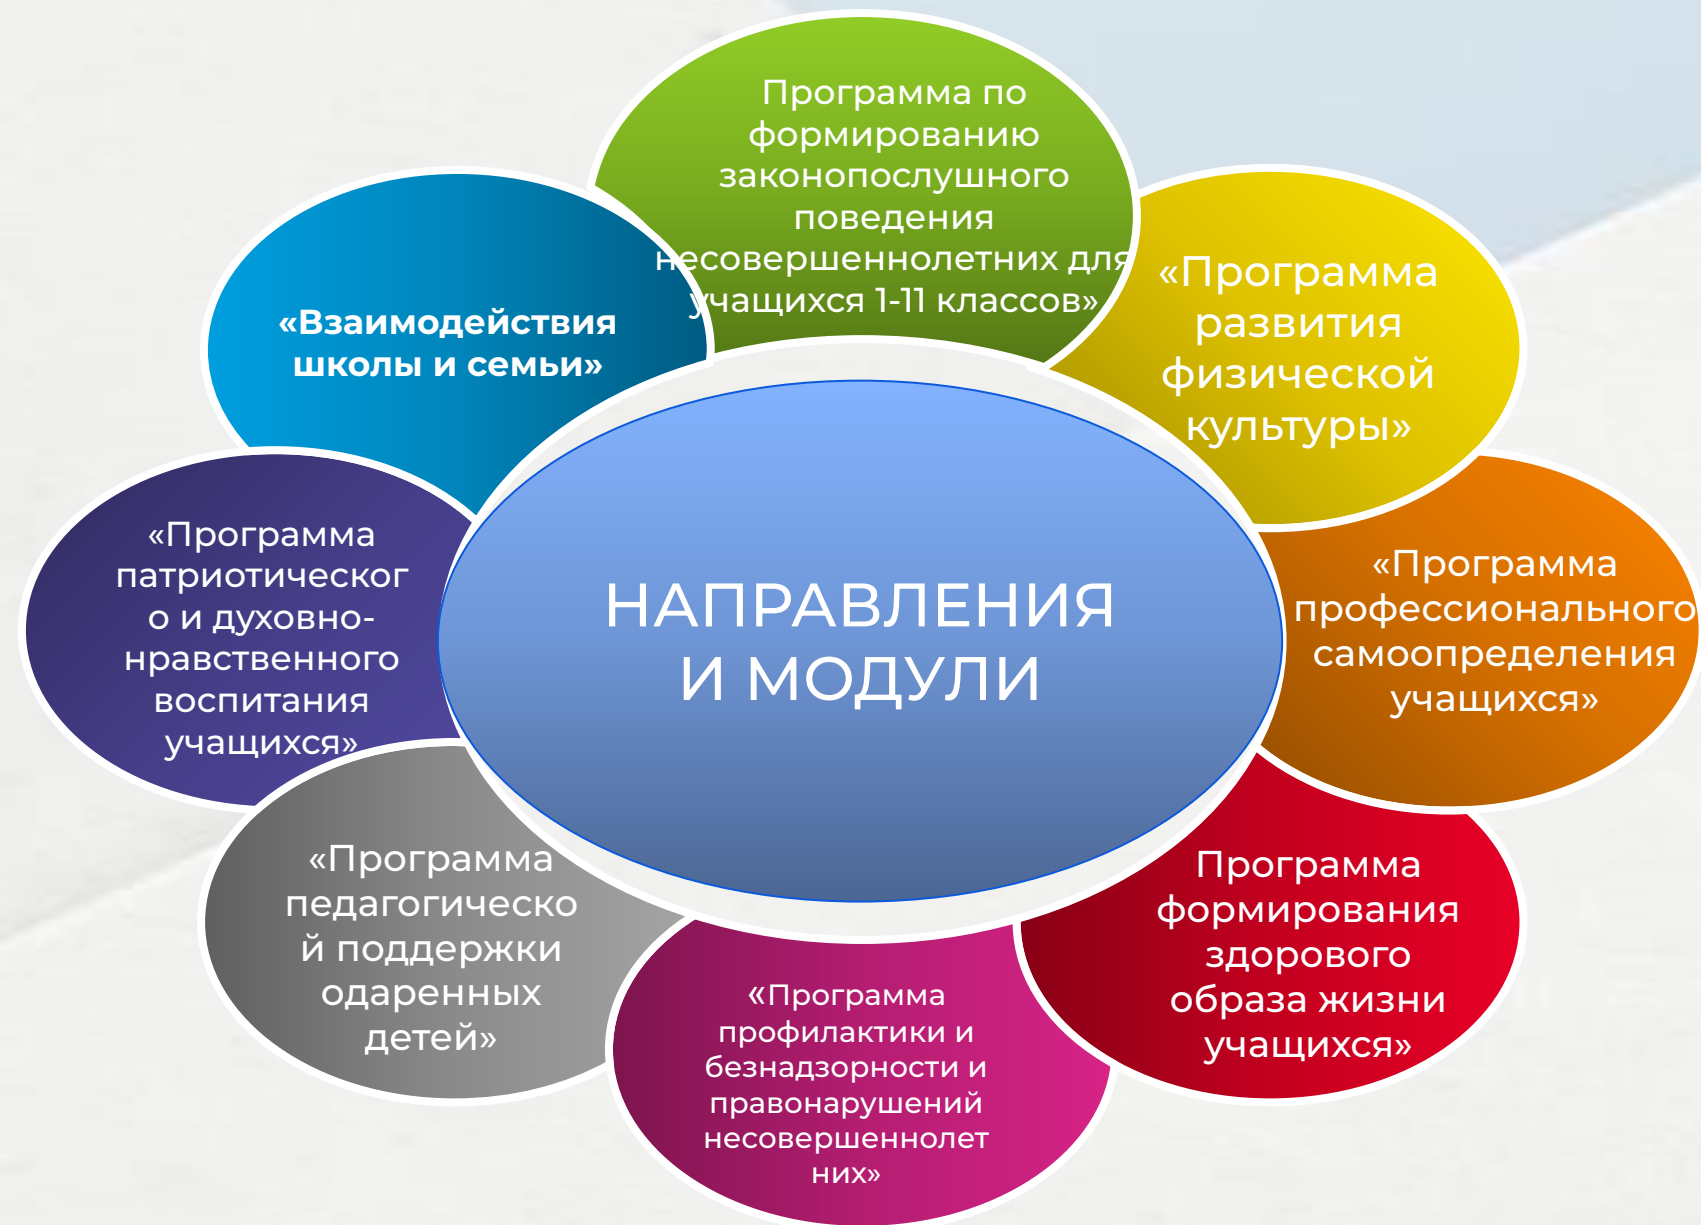 Программа по
формированию
законопослушного
поведения
несовершеннолетних для
учащихся 1-11 классов»
«Взаимодействия
школы и семьи»
«Программа
развития
физической
культуры»
«Программа
патриотическог
о и духовно-
нравственного
воспитания
учащихся»
НАПРАВЛЕНИЯ
И МОДУЛИ
«Программа
профессионального
самоопределения
учащихся»
«Программа
педагогическо
й поддержки
одаренных
детей»
«Программа
профилактики и
безнадзорности и
правонарушений
несовершеннолет
них»
Программа
формирования
здорового
образа жизни
учащихся»